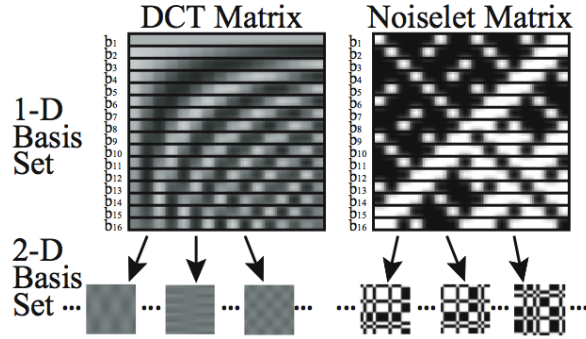 DCT Matrix Noiselet Matrix
1-D
Basis
Set
b1 b1
b2 b2
b3 b3
b4 b4
b5 b5
b6 b6
b7 b7
b8 b8
b9 b9
b10 b10
b11 b11
b12 b12
b13 b13
b14 b14
b15 b15
b16 b16
2-D
Basis
Set
... ... ... ... ... ... ... ...